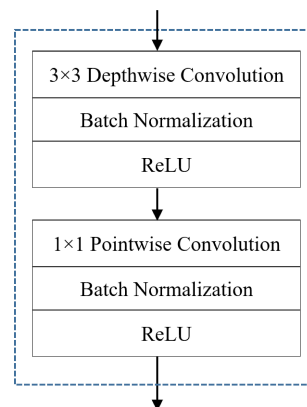 3×3 Depthwise Convolution
Batch Normalization
ReLU
1×1 Pointwise Convolution
Batch Normalization
ReLU